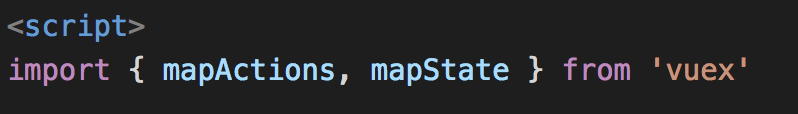 <script>
import { mapActions, mapState } from 'vuex'